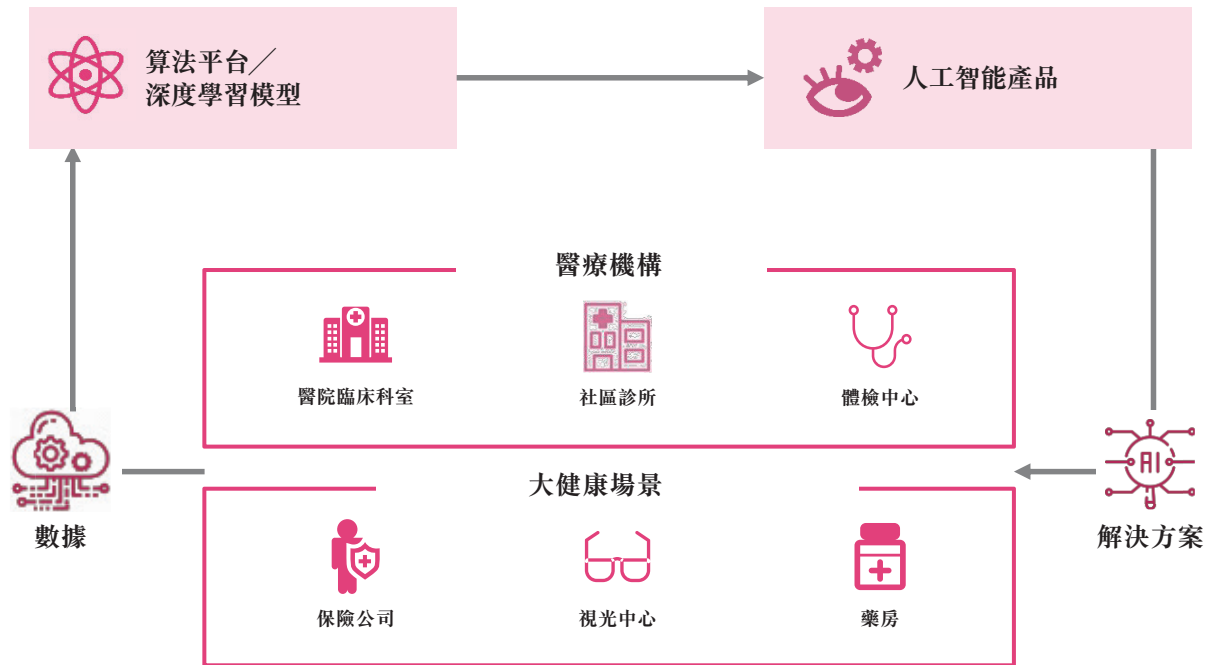 算法平台／
深度學習模型
人工智能產品
醫療機構
醫院臨床科室
社區診所
體檢中心
AI
數據
大健康場景
解決方案
保險公司
視光中心
藥房